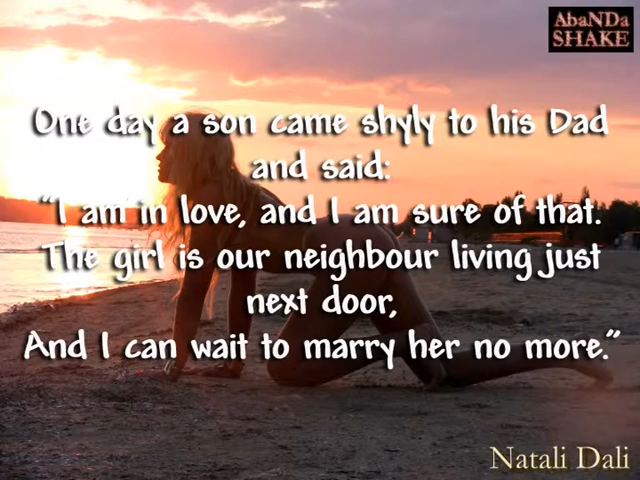 AbaNDa
SHAKE
One day a son came shyly to his Dad
and said:
"I am in love, and I am sure of that.
The girl is our neighbour living just
next door,
And I can wait to marry her no more."
Natali Dali